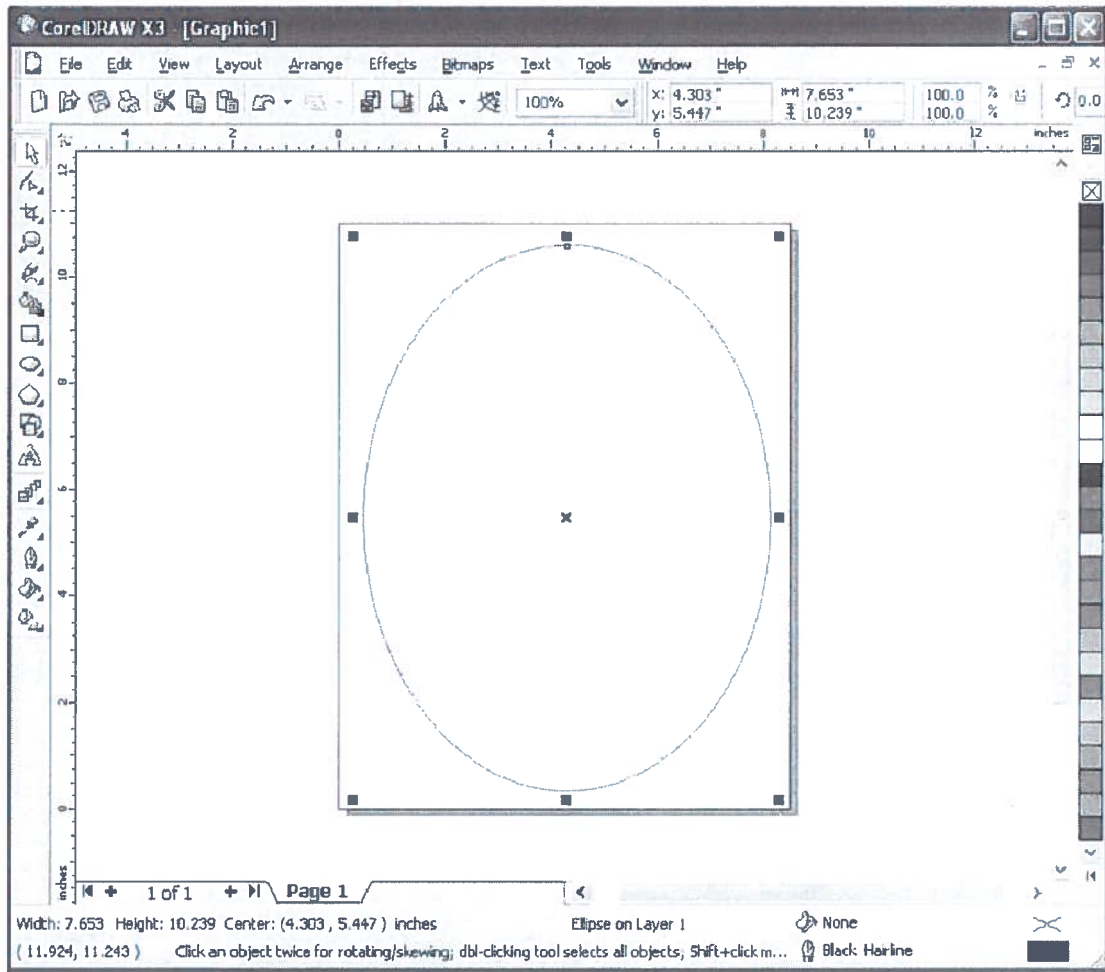 CorelDRAW X3 - [Graphic1]
File Edit View Layout Arrange Effects Bitmaps Text Tools Window Help
100% x: 4.303 " 7.653 " 100.0 % 0.0
y: 5.447 " 10.239 " 100.0 %
4 2 0 2 4 6 8 10 12 inches
12
10
8
6
4
2
0
inches
1 of 1 Page 1
Width: 7.653 Height: 10.239 Center: (4.303 , 5.447 ) inches Ellipse on Layer 1 None
( 11.924, 11.243 ) Click an object twice for rotating/skewing; dbl-clicking tool selects all objects; Shift+click m... Black Hairline